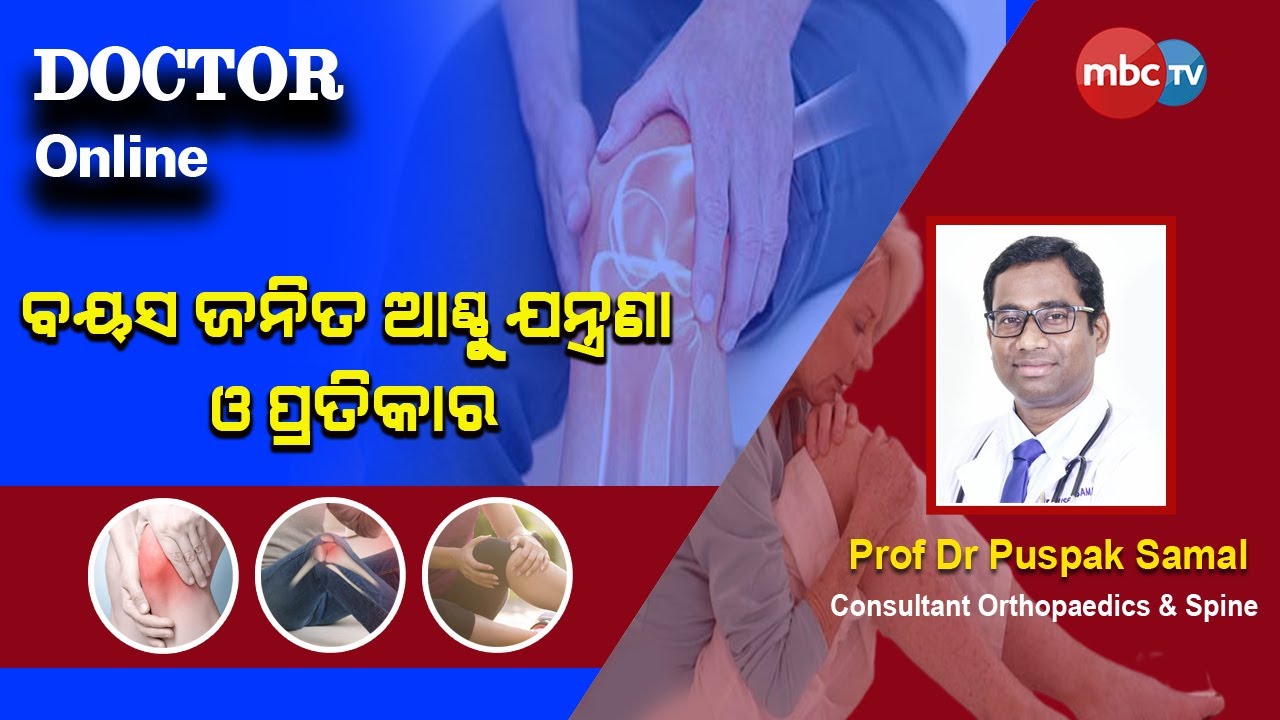 DOCTOR
Online
mbc TV
ବୟସ ଜନିତ ଆଣ୍ଠୁ ଯନ୍ତ୍ରଣା
ଓ ପ୍ରତିକାର
Prof Dr Puspak Samal
Consultant Orthopaedics & Spine